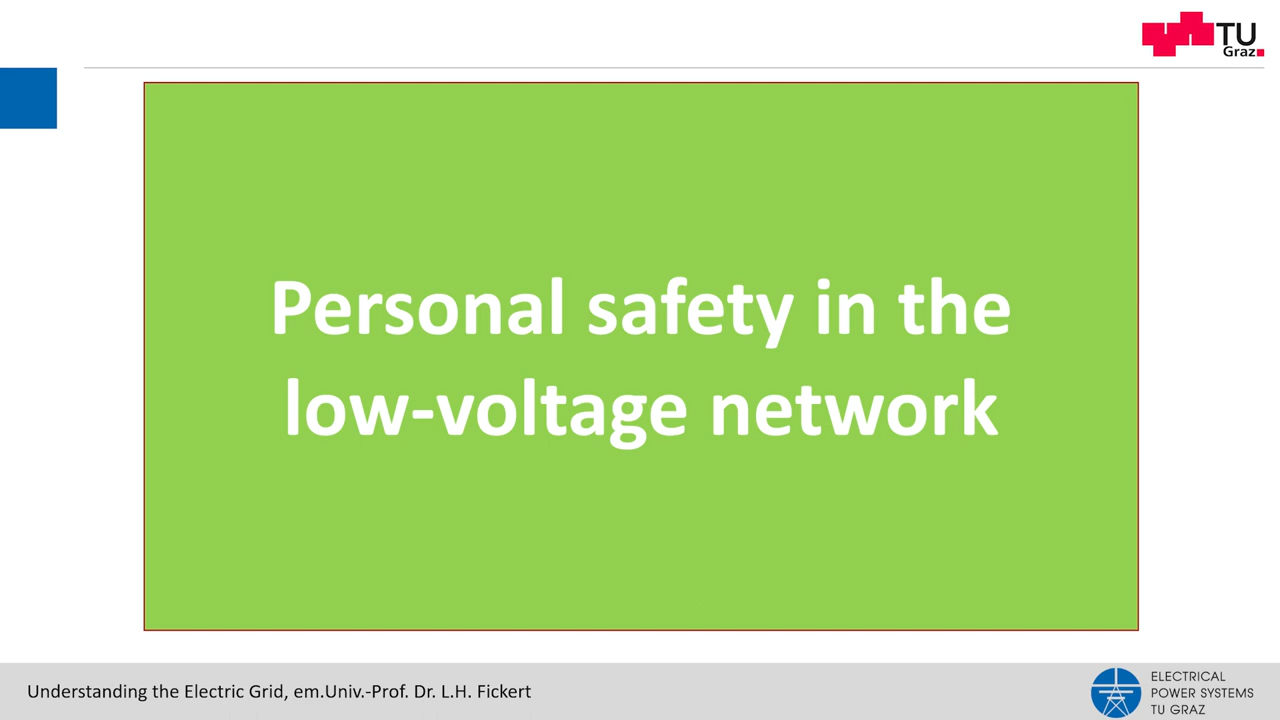 TU
Graz
Personal safety in the
low-voltage network
Understanding the Electric Grid, em.Univ.-Prof. Dr. L.H. Fickert
ELECTRICAL
POWER SYSTEMS
TU GRAZ